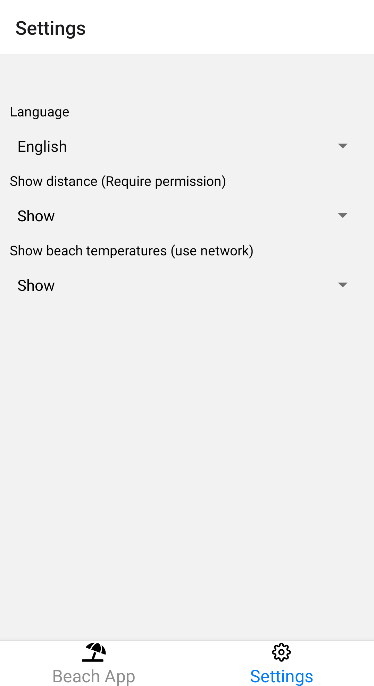 Settings
Language
English
Show distance (Require permission)
Show
Show beach temperatures (use network)
Show
Beach App
Settings